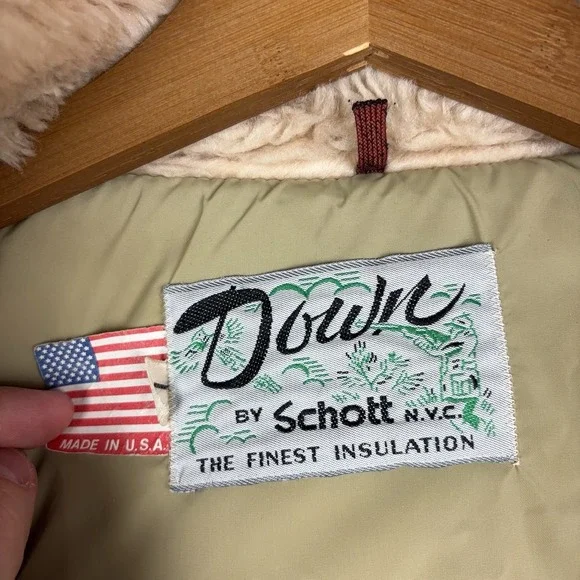 Down
BY Schott N.Y.C.
THE FINEST INSULATION
MADE IN U.S.A.